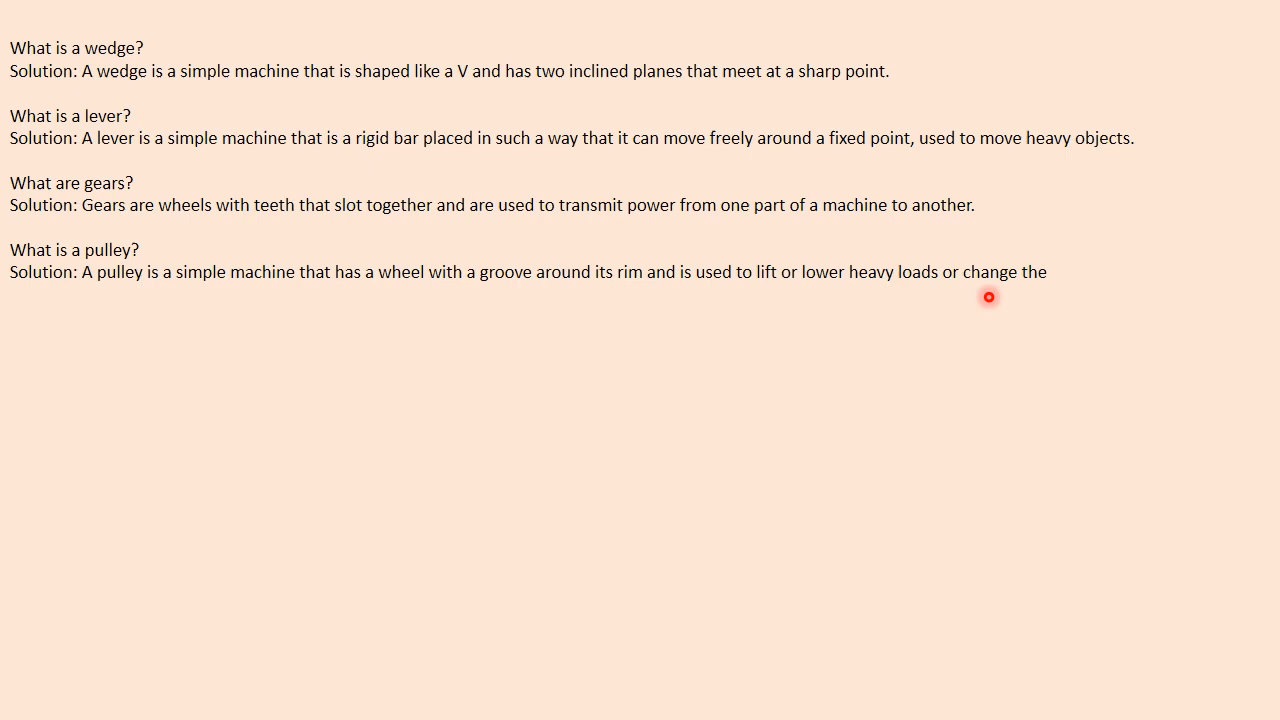 What is a wedge?
Solution: A wedge is a simple machine that is shaped like a V and has two inclined planes that meet at a sharp point.
What is a lever?
Solution: A lever is a simple machine that is a rigid bar placed in such a way that it can move freely around a fixed point, used to move heavy objects.
What are gears?
Solution: Gears are wheels with teeth that slot together and are used to transmit power from one part of a machine to another.
What is a pulley?
Solution: A pulley is a simple machine that has a wheel with a groove around its rim and is used to lift or lower heavy loads or change the